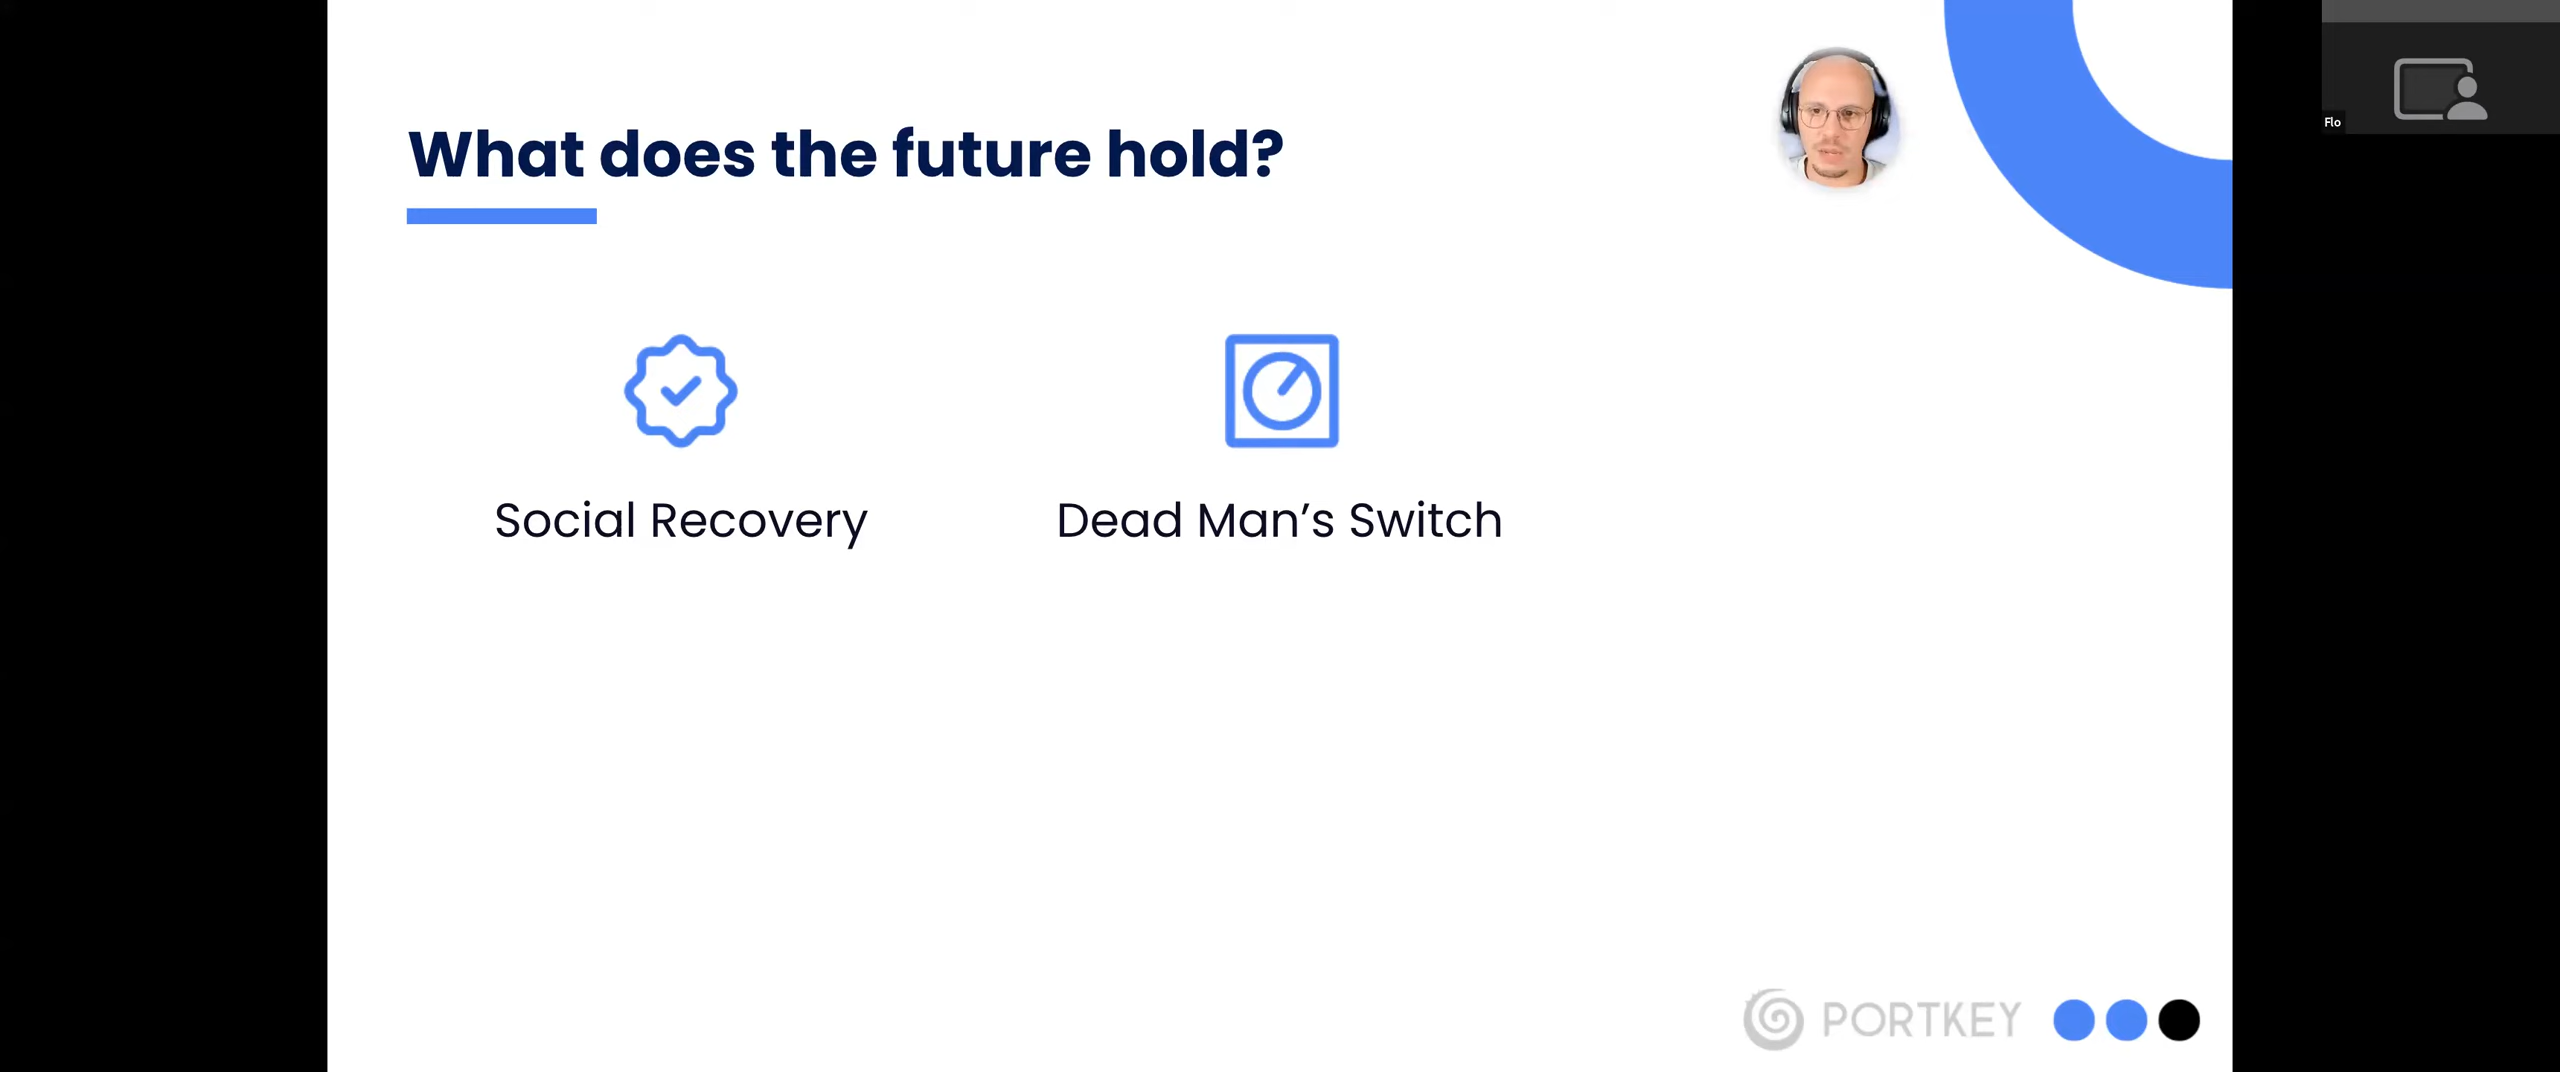 What does the future hold?
Flo
Social Recovery
Dead Man’s Switch
PORTKEY